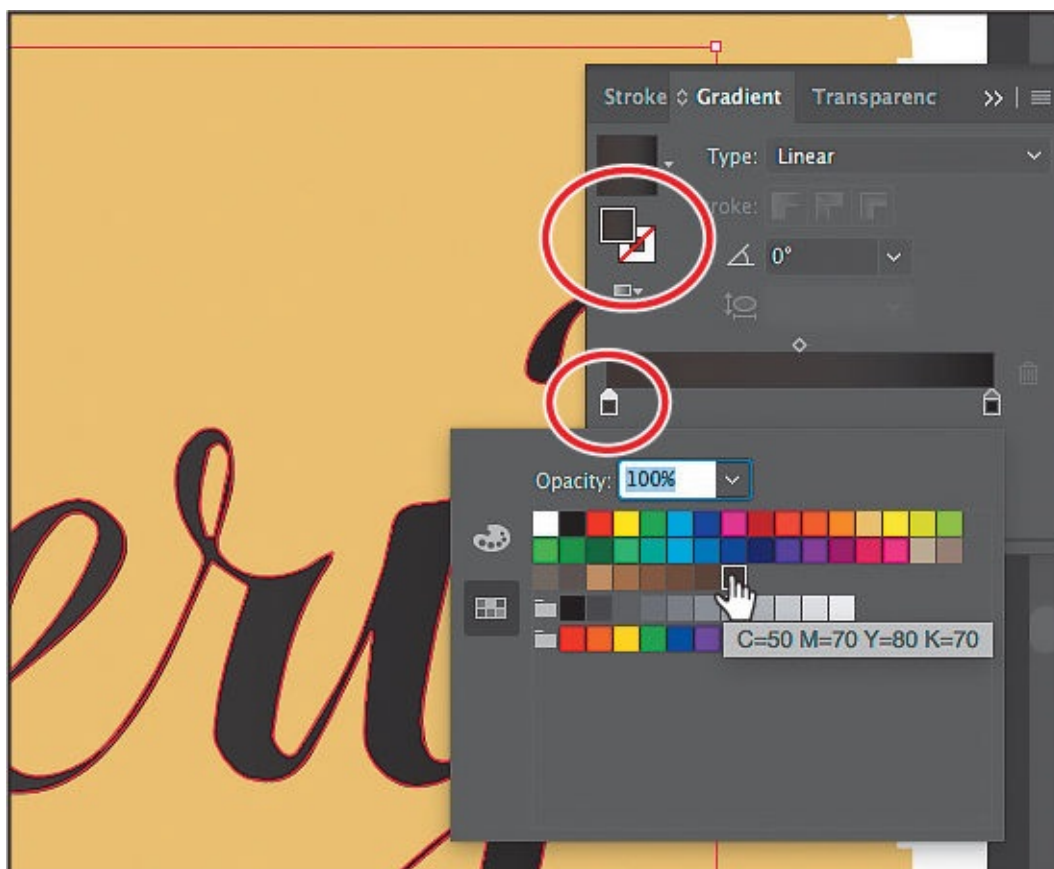 Stroke Gradient Transparenc
Type: Linear
roke:
0°
Opacity: 100%
C=50 M=70 Y=80 K=70